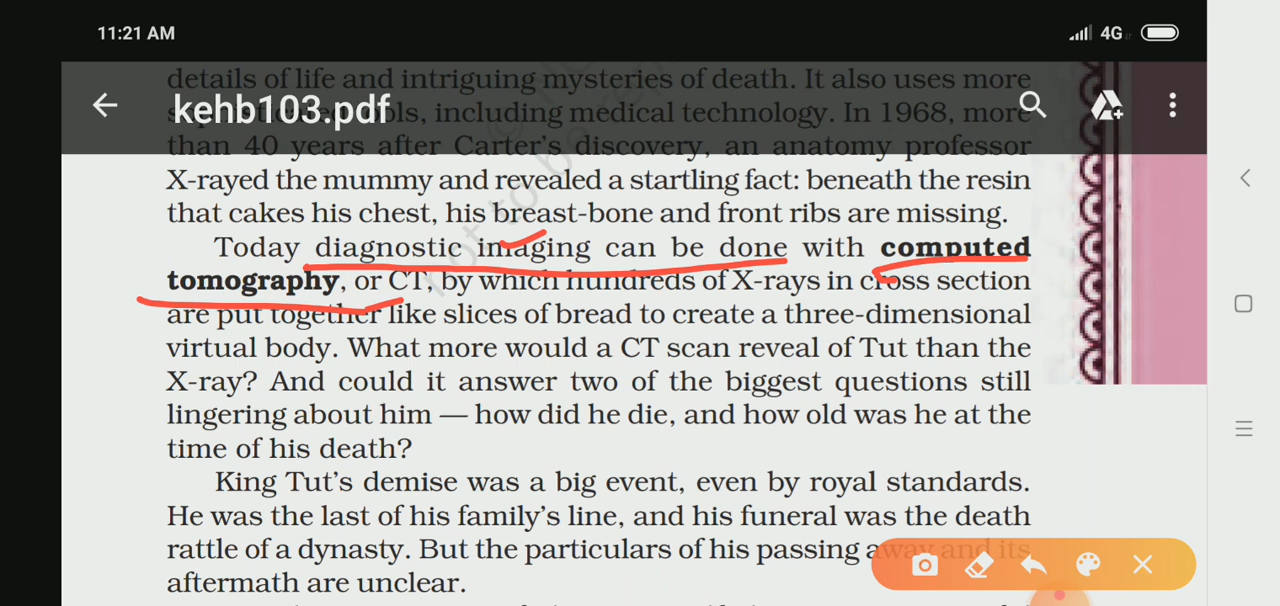 11:21 AM
4G
details of life and intriguing mysteries of death. It also uses more
kehb103.pdf
ols, including medical technology. In 1968, more
than 40 years after Carter's discovery, an anatomy professor
X-rayed the mummy and revealed a startling fact: beneath the resin
that cakes his chest, his breast-bone and front ribs are missing.
Today diagnostic imaging can be done with computed
tomography, or CT, by which hundreds of X-rays in cross section
are put together like slices of bread to create a three-dimensional
virtual body. What more would a CT scan reveal of Tut than the
X-ray? And could it answer two of the biggest questions still
lingering about him — how did he die, and how old was he at the
time of his death?
King Tut's demise was a big event, even by royal standards.
He was the last of his family's line, and his funeral was the death
rattle of a dynasty. But the particulars of his passing away and its
aftermath are unclear.
not to be